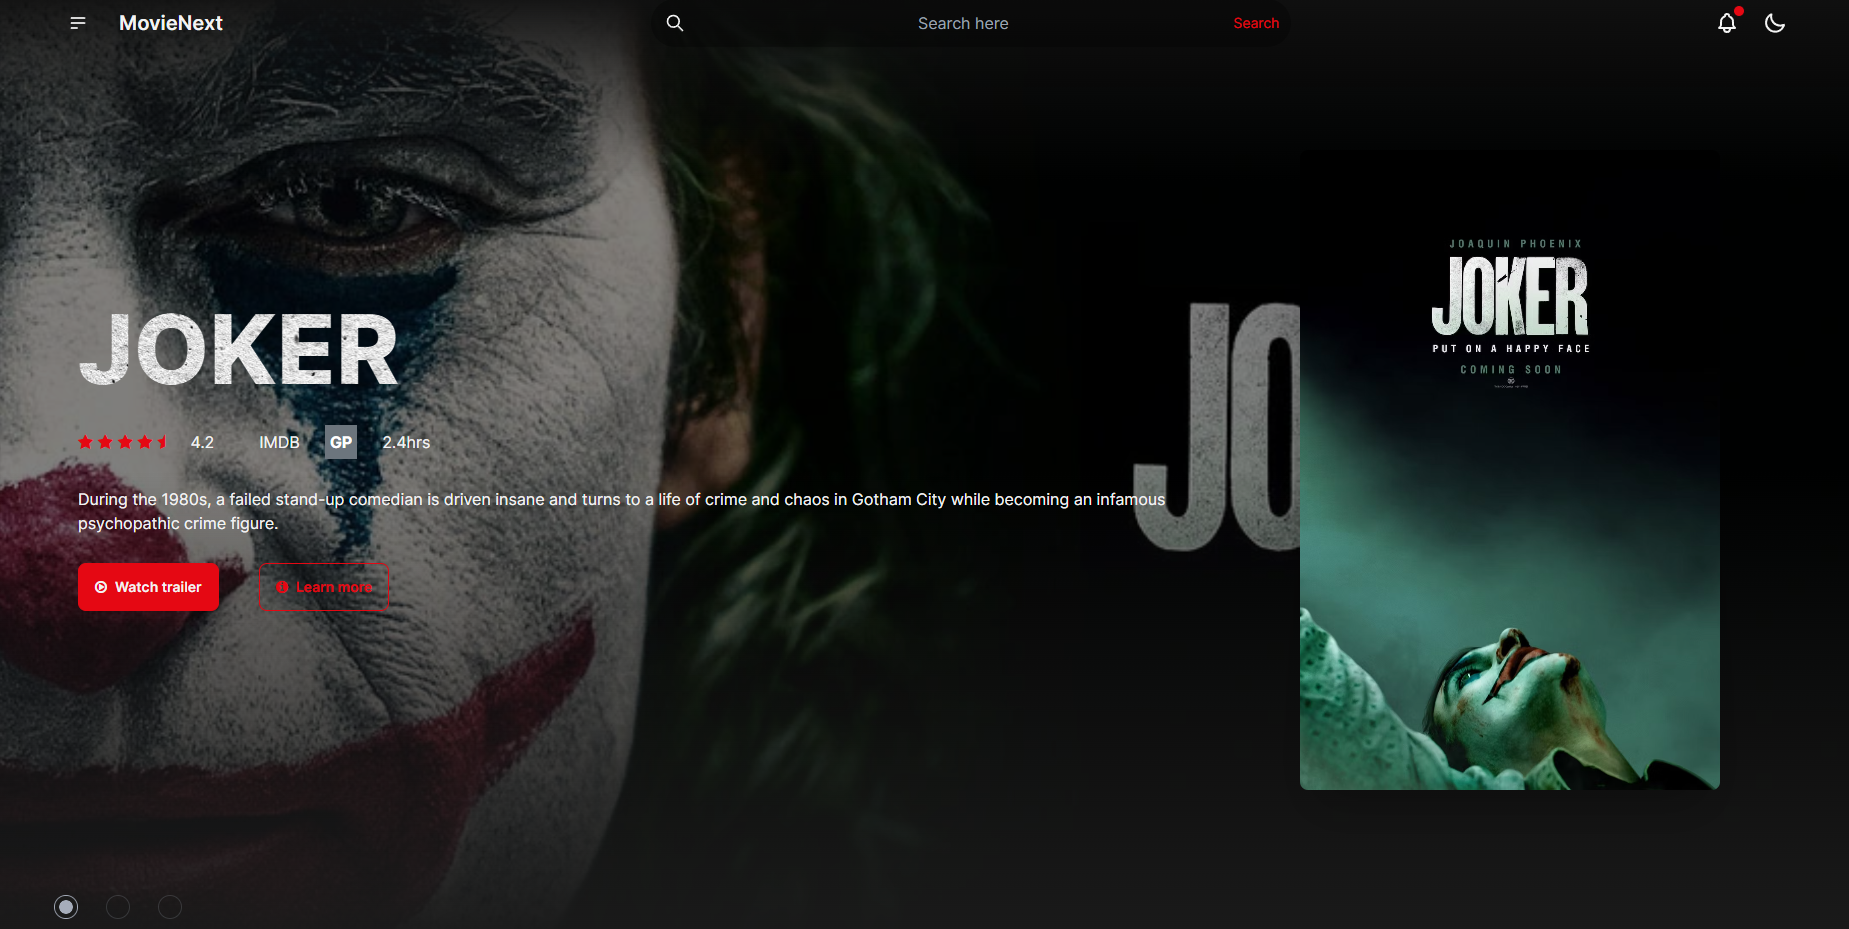 MovieNext
Search here
Search
JOKER
4.2 IMDB GP 2.4hrs
During the 1980s, a failed stand-up comedian is driven insane and turns to a life of crime and chaos in Gotham City while becoming an infamous
psychopathic crime figure.
Watch trailer
Learn more
JO
JOAQUIN PHOENIX
JOKER
PUT ON A HAPPY FACE
COMING SOON